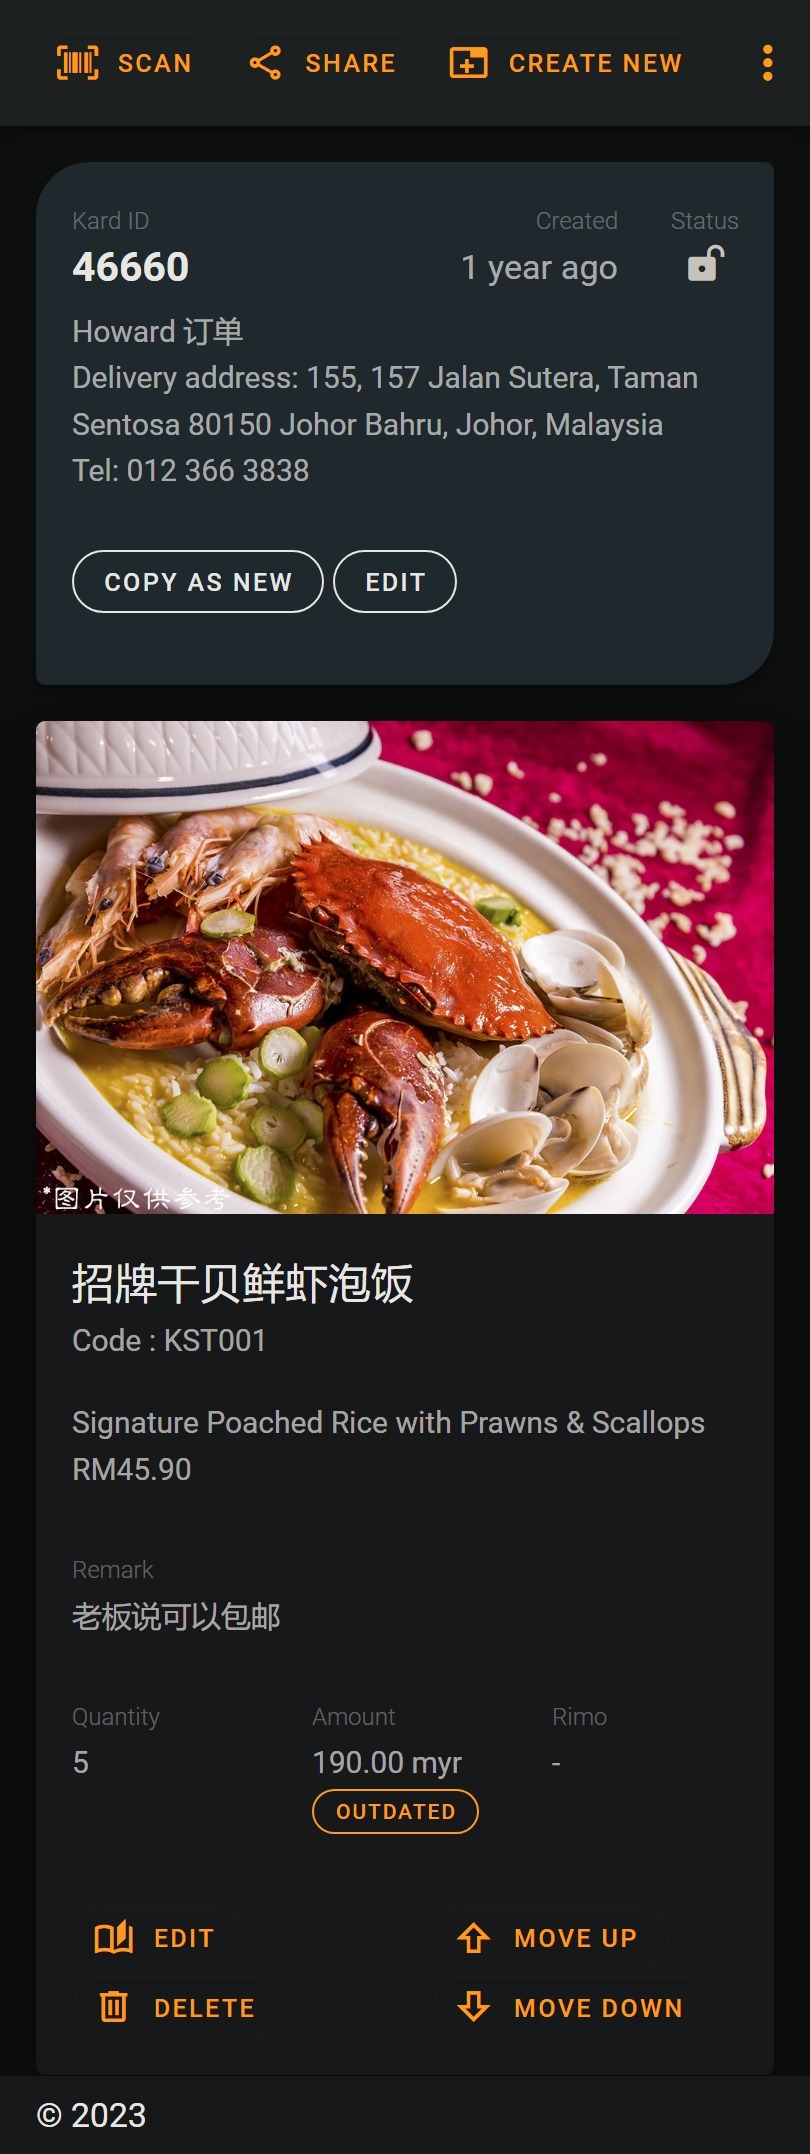 SCAN SHARE CREATE NEW
Kard ID Created Status
46660 1 year ago
Howard 订单
Delivery address: 155, 157 Jalan Sutera, Taman
Sentosa 80150 Johor Bahru, Johor, Malaysia
Tel: 012 366 3838
COPY AS NEW EDIT
*图片仅供参考
招牌干贝鲜虾泡饭
Code : KST001
Signature Poached Rice with Prawns & Scallops
RM45.90
Remark
老板说可以包邮
Quantity Amount Rimo
5 190.00 myr -
OUTDATED
EDIT MOVE UP
DELETE MOVE DOWN
© 2023